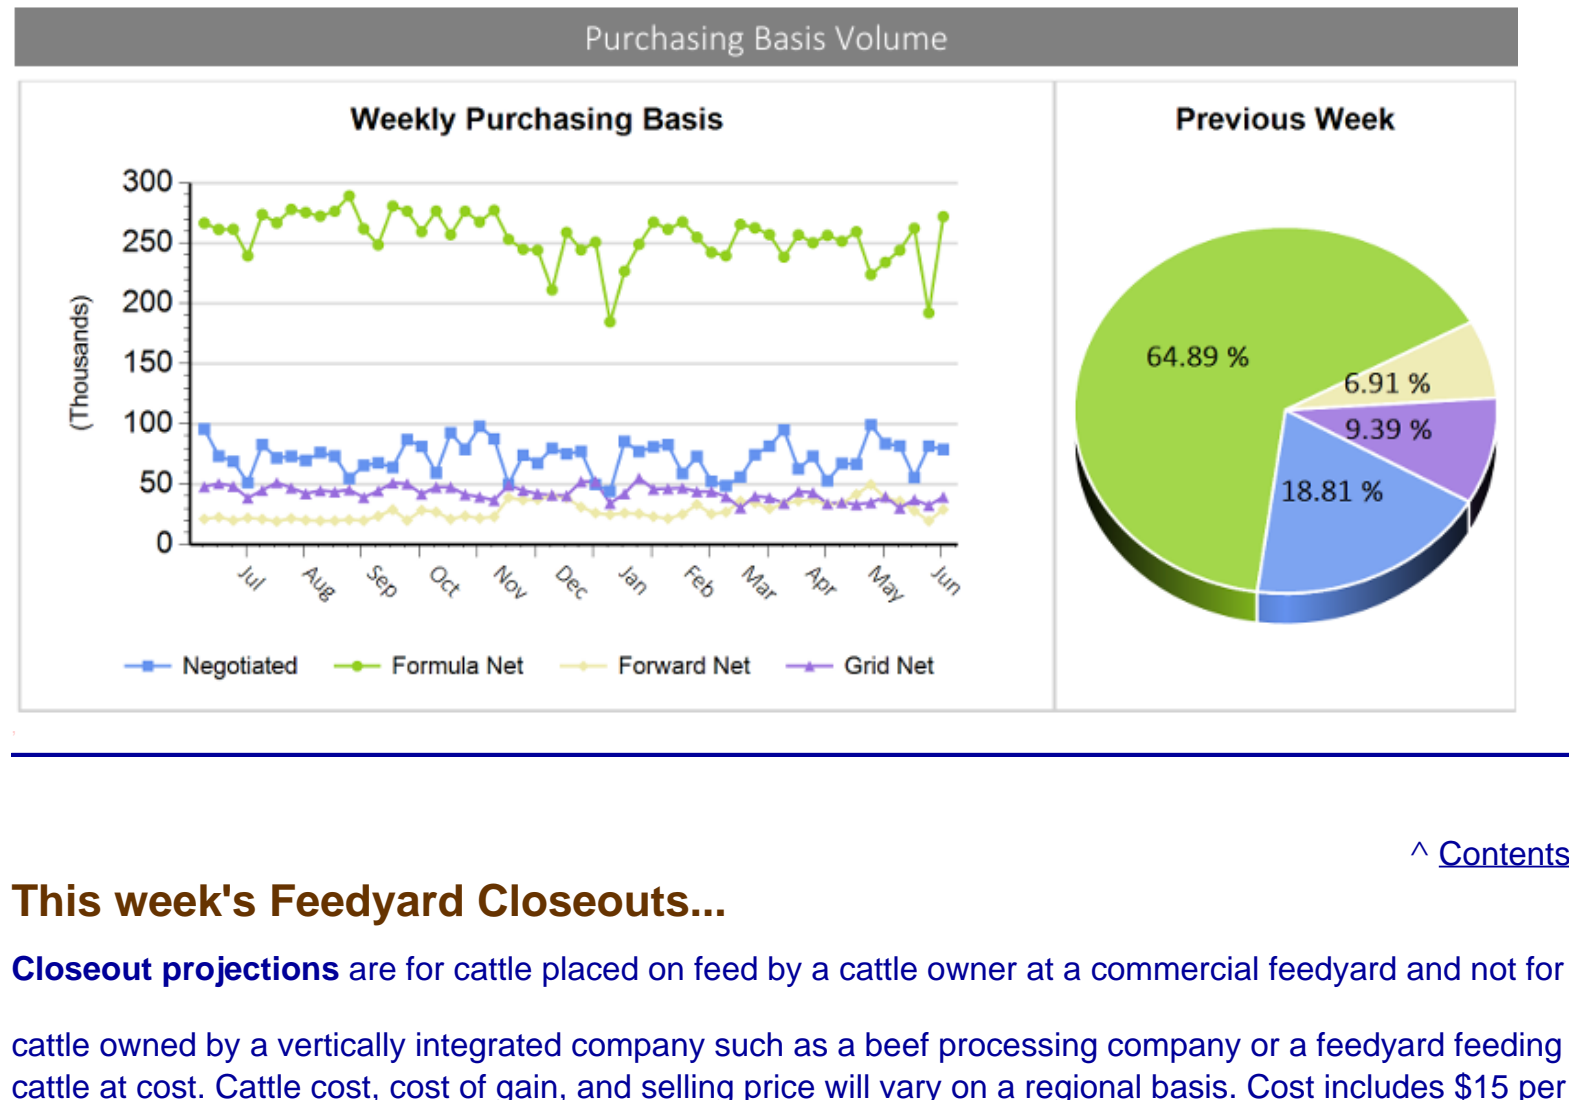 Purchasing Basis Volume
Weekly Purchasing Basis
Previous Week
(Thousands)
300
250
200
150
100
50
0
Jul
Aug
Sep
Oct
Nov
Dec
Jan
Feb
Mar
Apr
May
Jun
Negotiated
Formula Net
Forward Net
Grid Net
64.89 %
6.91 %
9.39 %
18.81 %
^ Contents
This week's Feedyard Closeouts...
Closeout projections are for cattle placed on feed by a cattle owner at a commercial feedyard and not for
cattle owned by a vertically integrated company such as a beef processing company or a feedyard feeding
cattle at cost. Cattle cost, cost of gain, and selling price will vary on a regional basis. Cost includes $15 per